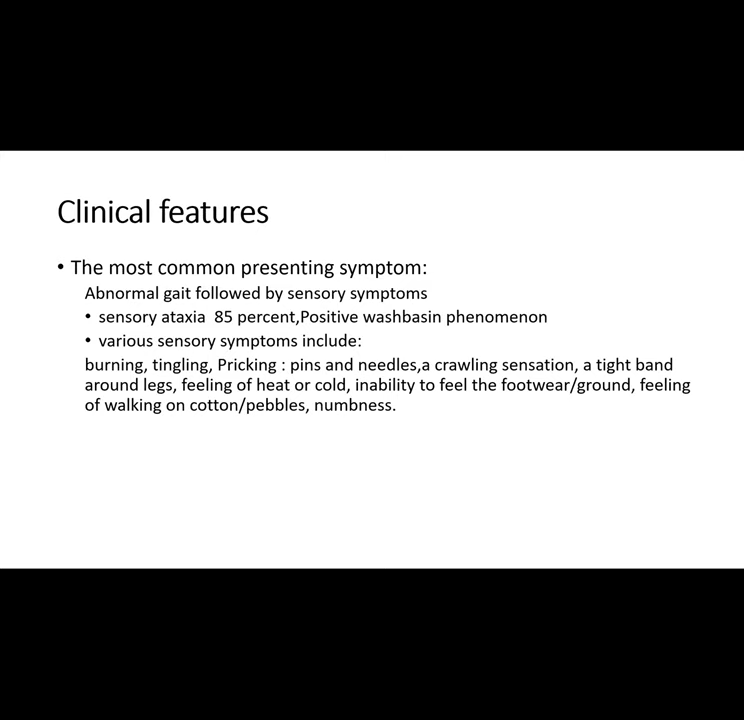 Clinical features
• The most common presenting symptom:
Abnormal gait followed by sensory symptoms
• sensory ataxia  85 percent,Positive washbasin phenomenon
• various sensory symptoms include:
burning, tingling, Pricking : pins and needles,a crawling sensation, a tight band
around legs, feeling of heat or cold, inability to feel the footwear/ground, feeling
of walking on cotton/pebbles, numbness.